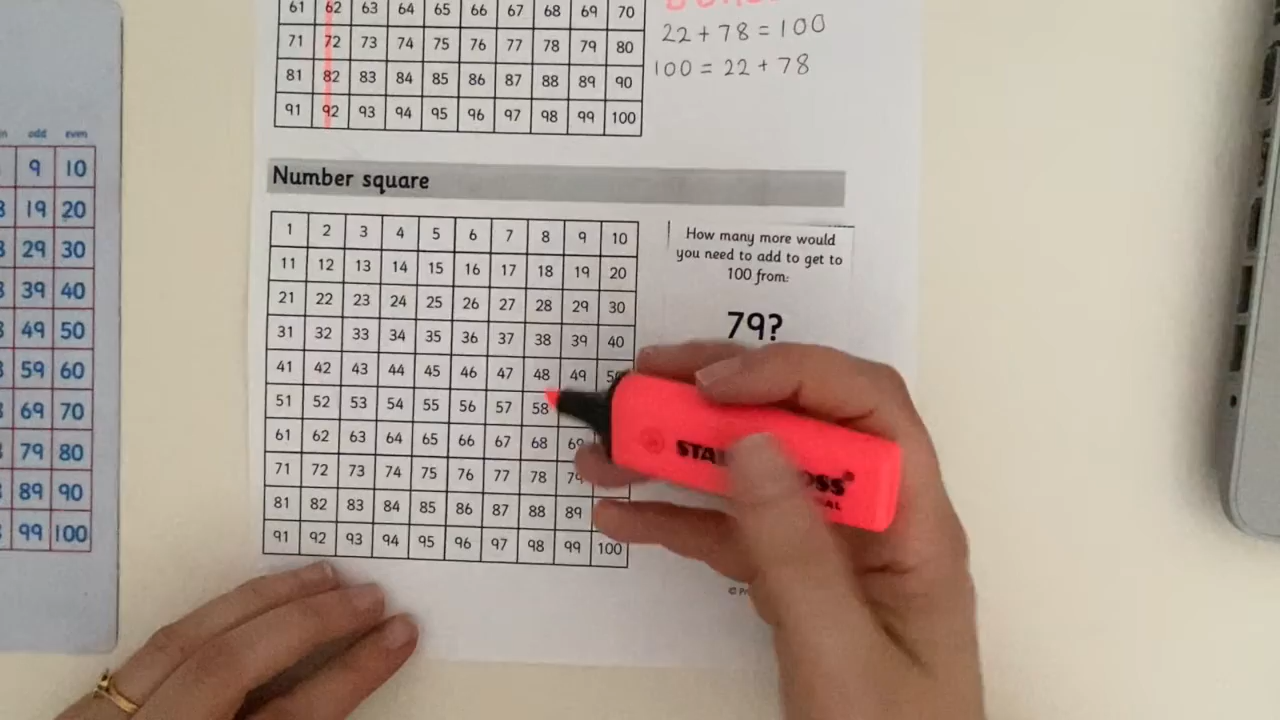 61 62 63 64 65 66 67 68 69 70
71 72 73 74 75 76 77 78 79 80
81 82 83 84 85 86 87 88 89 90
91 92 93 94 95 96 97 98 99 100
22 + 78 = 100
100 = 22 + 78
odd even
9 10
19 20
29 30
39 40
49 50
59 60
69 70
79 80
89 90
99 100
Number square
1 2 3 4 5 6 7 8 9 10
11 12 13 14 15 16 17 18 19 20
21 22 23 24 25 26 27 28 29 30
31 32 33 34 35 36 37 38 39 40
41 42 43 44 45 46 47 48 49 50
51 52 53 54 55 56 57 58
61 62 63 64 65 66 67 68 69
71 72 73 74 75 76 77 78 79
81 82 83 84 85 86 87 88 89
91 92 93 94 95 96 97 98 99 100
How many more would
you need to add to get to
100 from:
79?